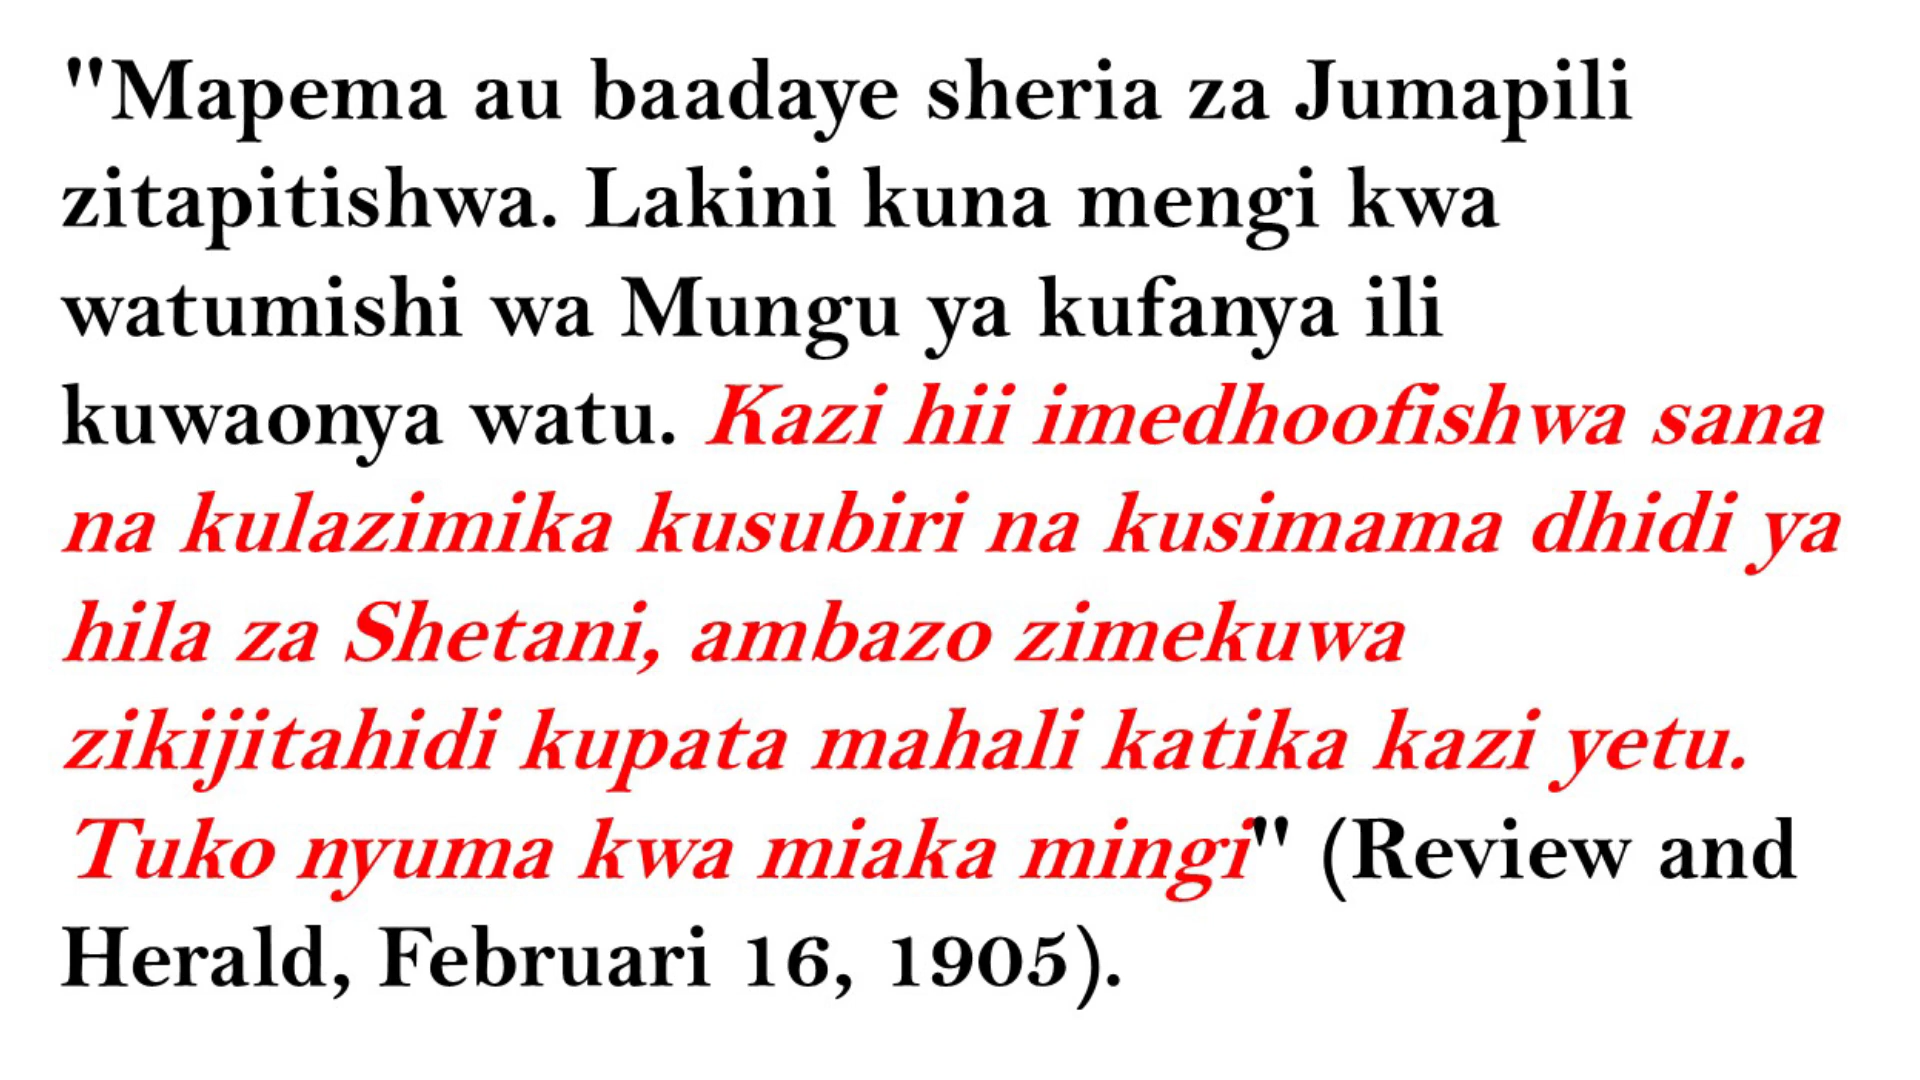 "Mapema au baadaye sheria za Jumapili
zitapitishwa. Lakini kuna mengi kwa
watumishi wa Mungu ya kufanya ili
kuwaonya watu. Kazi hii imedhoofishwa sana
na kulazimika kusubiri na kusimama dhidi ya
hila za Shetani, ambazo zimekuwa
zikijitahidi kupata mahali katika kazi yetu.
Tuko nyuma kwa miaka mingi" (Review and
Herald, Februari 16, 1905).